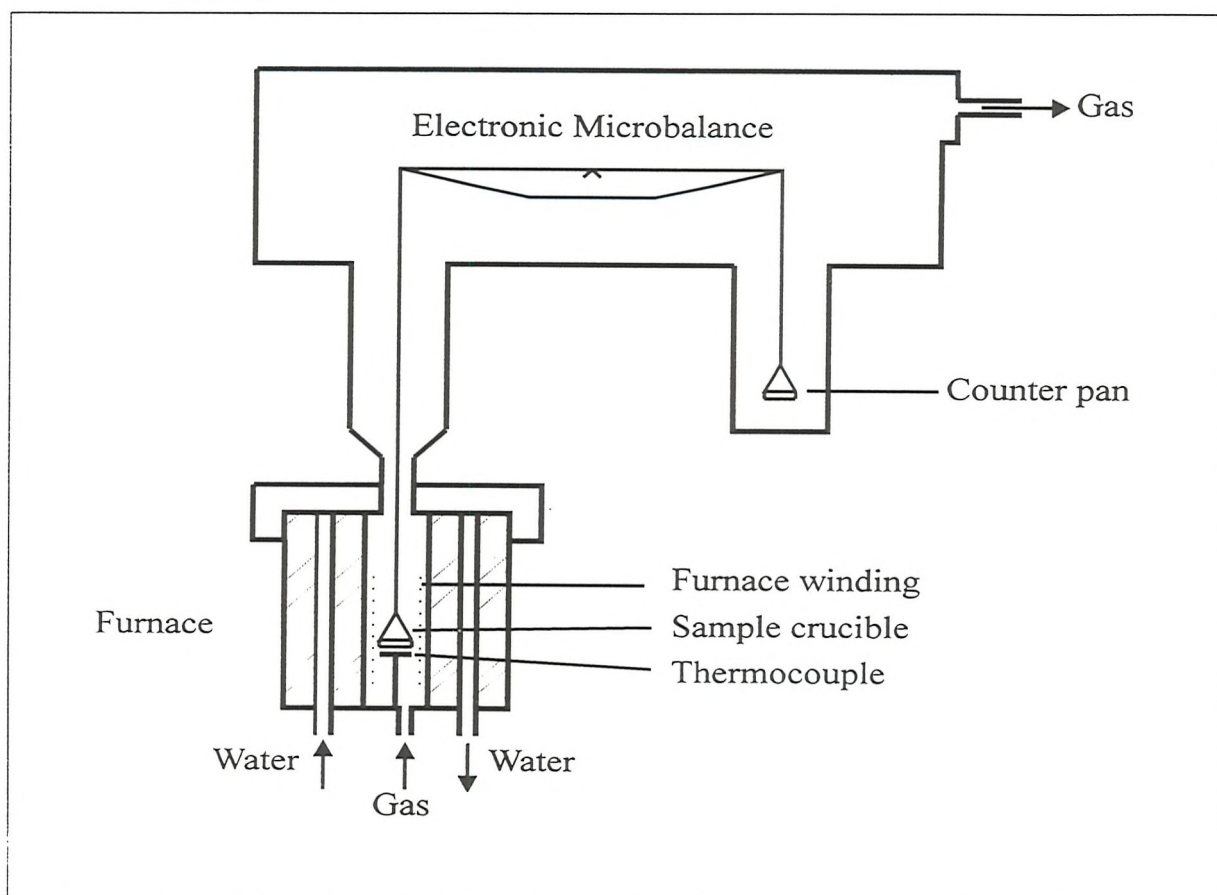 Gas
Electronic Microbalance
Counter pan
Furnace winding
Furnace
Sample crucible
Thermocouple
Water
Water
Gas